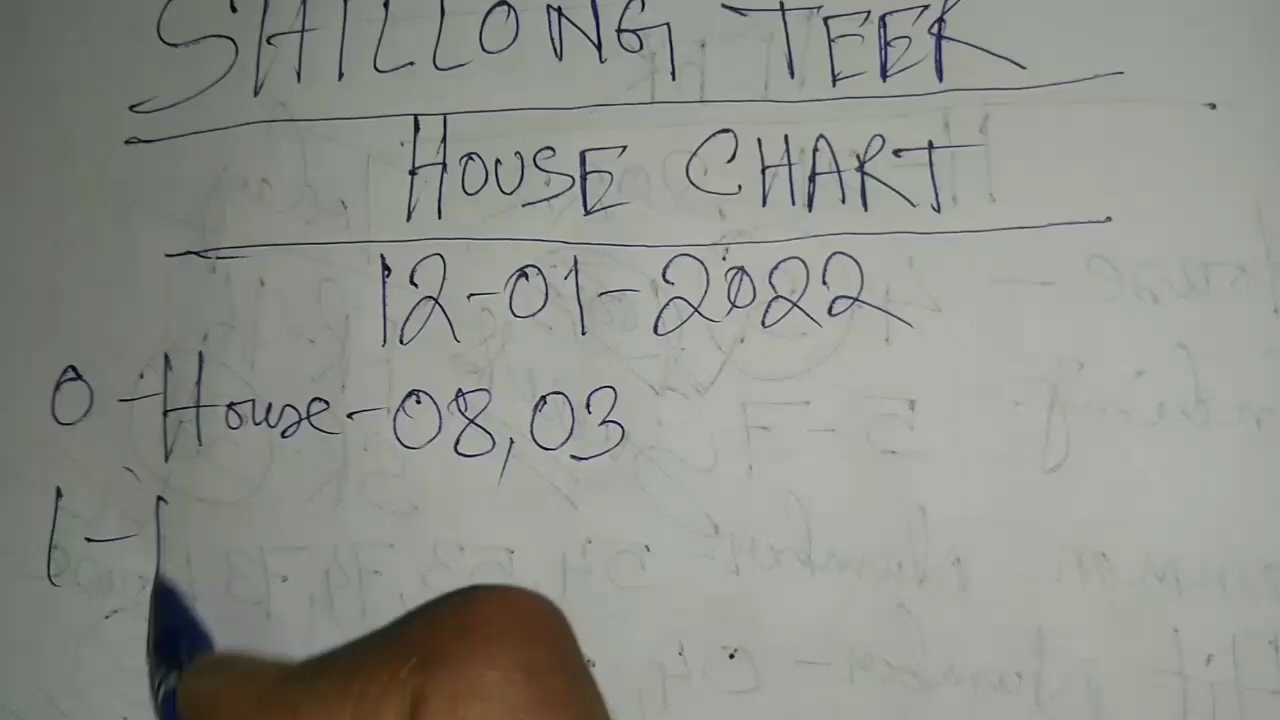 SHILLONG TEER
HOUSE CHART
12-01-2022
0-House-08,03
1-